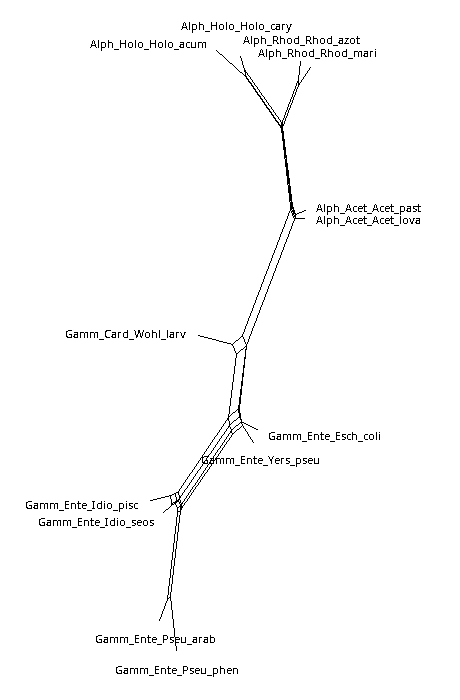 Alph_Holo_Holo_cary
Alph_Holo_Holo_acum
Alph_Rhod_Rhod_azot
Alph_Rhod_Rhod_mari
Alph_Acet_Acet_past
Alph_Acet_Acet_lova
Gamm_Card_Wohl_larv
Gamm_Ente_Esch_coli
Gamm_Ente_Yers_pseu
Gamm_Ente_Idio_pisc
Gamm_Ente_Idio_seos
Gamm_Ente_Pseu_arab
Gamm_Ente_Pseu_phen